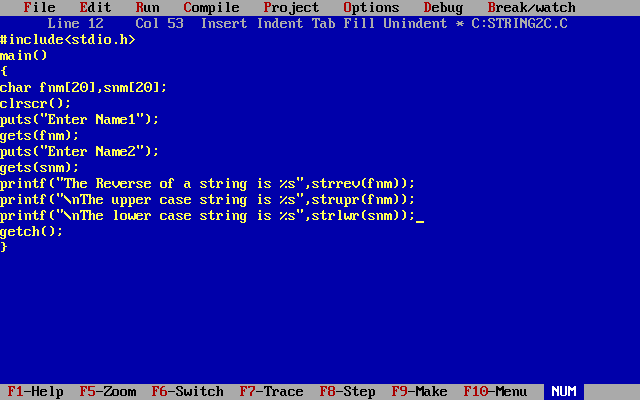 File Edit Run Compile Project Options Debug Break/watch
Line 12 Col 53 Insert Indent Tab Fill Unindent * C:STRING2C.C
#include<stdio.h>
main()
{
char fnm[20],snm[20];
clrscr();
puts("Enter Name1");
gets(fnm);
puts("Enter Name2");
gets(snm);
printf("The Reverse of a string is %s",strrev(fnm));
printf("\nThe upper case string is %s",strupr(fnm));
printf("\nThe lower case string is %s",strlwr(snm));_
getch();
}
F1-Help F5-Zoom F6-Switch F7-Trace F8-Step F9-Make F10-Menu NUM